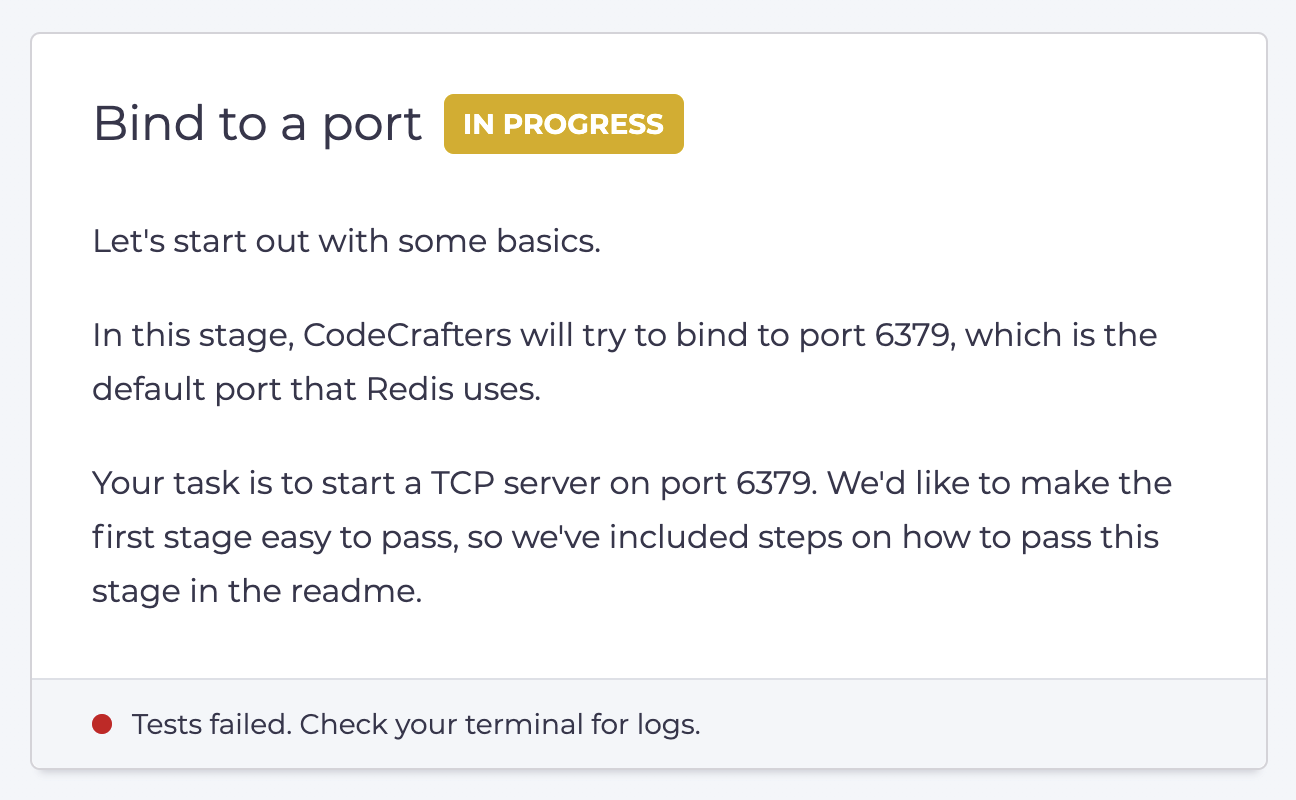 Bind to a port IN PROGRESS
Let's start out with some basics.
In this stage, CodeCrafters will try to bind to port 6379, which is the
default port that Redis uses.
Your task is to start a TCP server on port 6379. We'd like to make the
first stage easy to pass, so we've included steps on how to pass this
stage in the readme.
Tests failed. Check your terminal for logs.